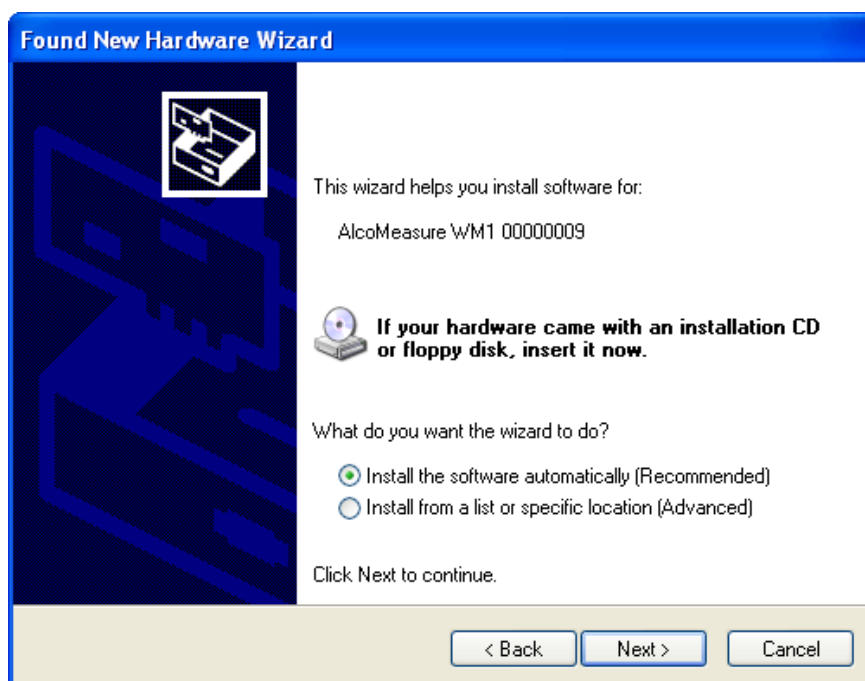 Found New Hardware Wizard
This wizard helps you install software for:
AlcoMeasure WM1 00000009
If your hardware came with an installation CD
or floppy disk, insert it now.
What do you want the wizard to do?
Install the software automatically (Recommended)
Install from a list or specific location (Advanced)
Click Next to continue.
< Back Next > Cancel